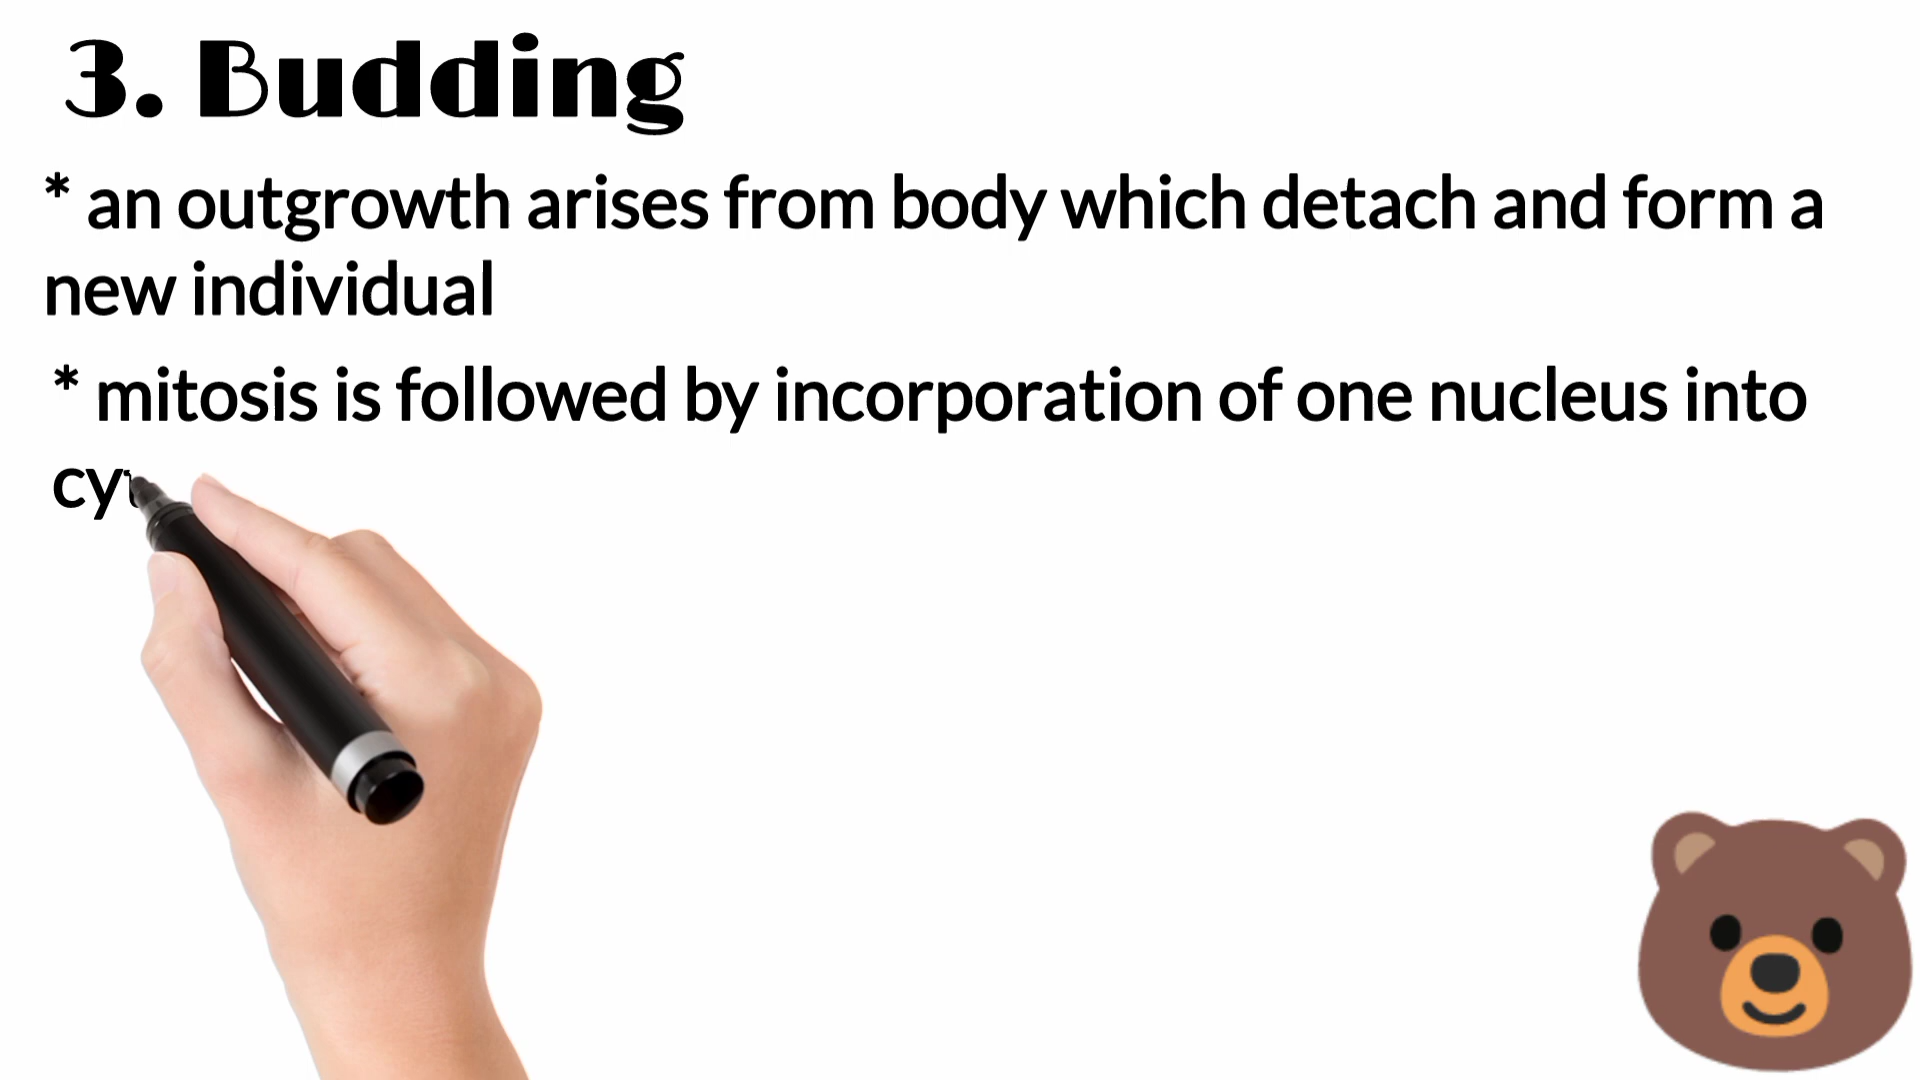 3. Budding
* an outgrowth arises from body which detach and form a
new individual
* mitosis is followed by incorporation of one nucleus into